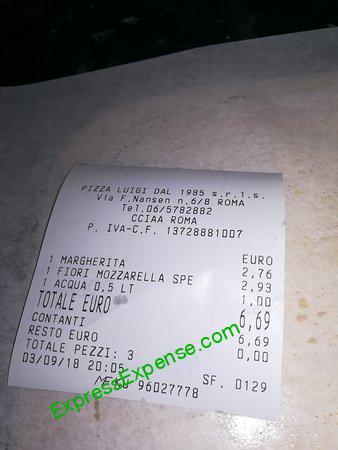 PIZZA LUIGI DAL 1985 s.r.l.s.
Via F.Nansen n.6/8 ROMA
Tel.06/5782882
CCIAA ROMA
P. IVA-C.F. 13728881007
EURO
1 MARGHERITA 2,76
1 FIORI MOZZARELLA SPE 2,93
1 ACQUA 0,5 LT 1,00
TOTALE EURO 6,69
CONTANTI 6,69
RESTO EURO 0,00
TOTALE PEZZI: 3
03/09/18 20:05 SF. 0129
96027778
ExpressExpense.com